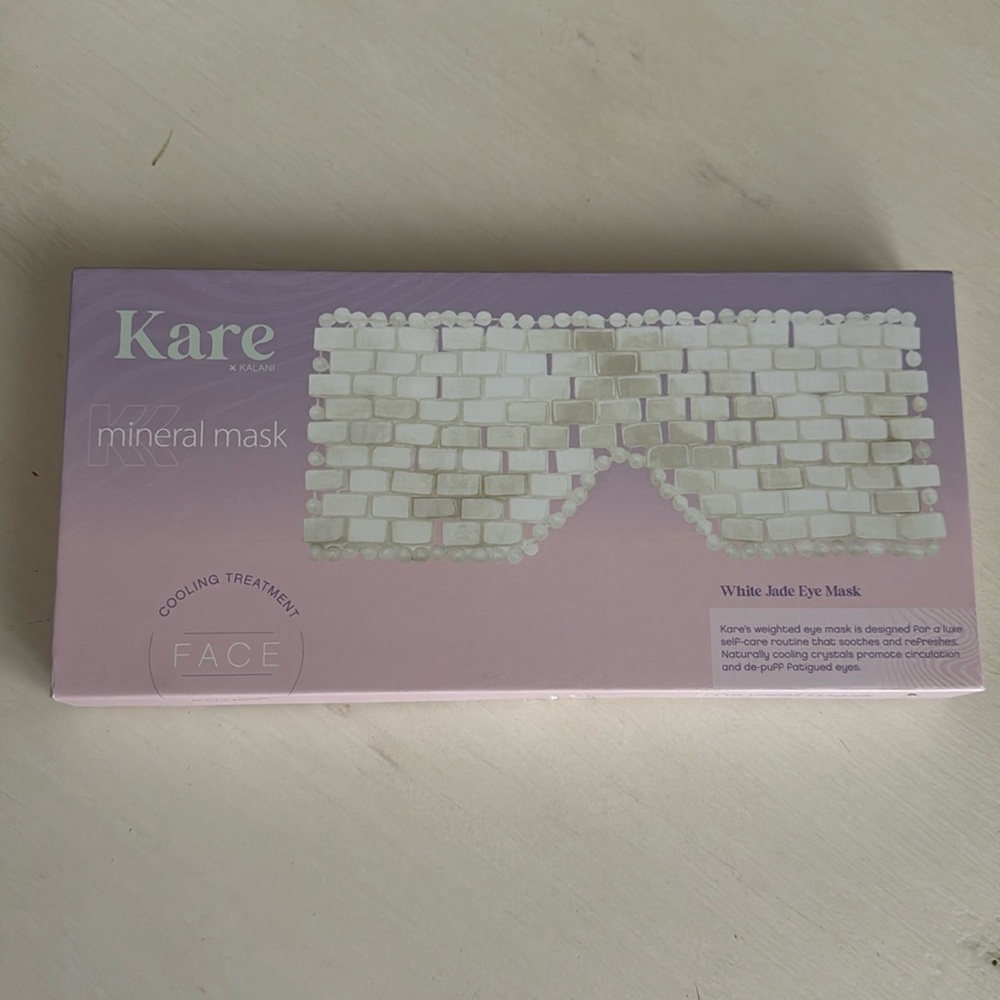 Kare
× KALANI
KK
mineral mask
COOLING TREATMENT
FACE
White Jade Eye Mask
Kare's weighted eye mask is designed for a luxe
self-care routine that soothes and refreshes.
Naturally cooling crystals promote circulation
and de-puff fatigued eyes.